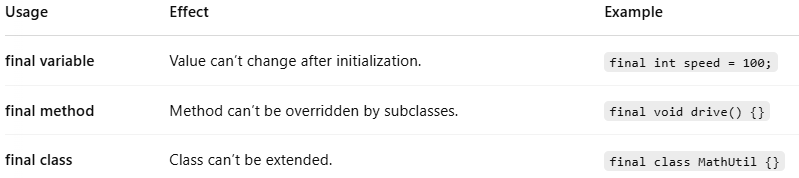 Usage Effect Example
final variable Value can’t change after initialization. final int speed = 100;
final method Method can’t be overridden by subclasses. final void drive() {}
final class Class can’t be extended. final class MathUtil {}